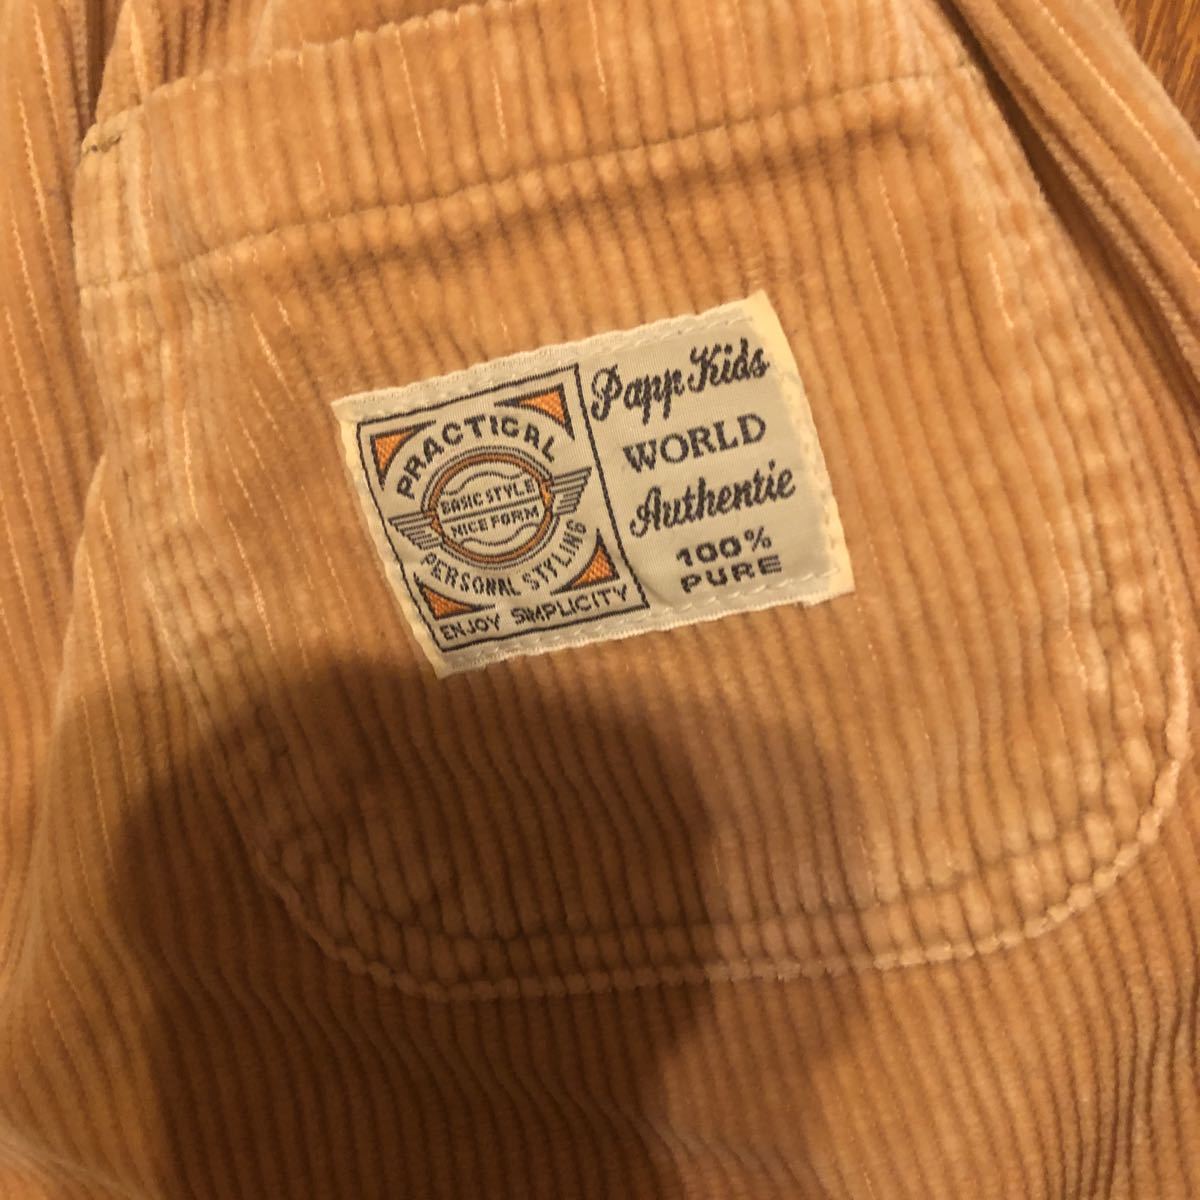 PRACTICAL
BASIC STYLE
NICE FORM
PERSONAL STYLING
ENJOY SIMPLICITY
Papp Kids
WORLD
Authentie
100%
PURE